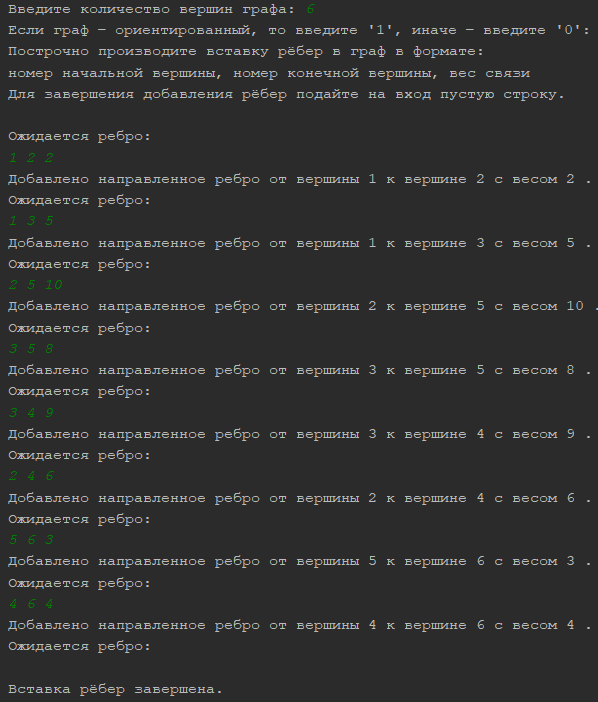 Введите количество вершин графа: 6
Если граф – ориентированный, то введите '1', иначе – введите '0':
Построчно производите вставку рёбер в граф в формате:
номер начальной вершины, номер конечной вершины, вес связи
Для завершения добавления рёбер подайте на вход пустую строку.
Ожидается ребро:
1 2 2
Добавлено направленное ребро от вершины 1 к вершине 2 с весом 2 .
Ожидается ребро:
1 3 5
Добавлено направленное ребро от вершины 1 к вершине 3 с весом 5 .
Ожидается ребро:
2 5 10
Добавлено направленное ребро от вершины 2 к вершине 5 с весом 10 .
Ожидается ребро:
3 5 8
Добавлено направленное ребро от вершины 3 к вершине 5 с весом 8 .
Ожидается ребро:
3 4 9
Добавлено направленное ребро от вершины 3 к вершине 4 с весом 9 .
Ожидается ребро:
2 4 6
Добавлено направленное ребро от вершины 2 к вершине 4 с весом 6 .
Ожидается ребро:
5 6 3
Добавлено направленное ребро от вершины 5 к вершине 6 с весом 3 .
Ожидается ребро:
4 6 4
Добавлено направленное ребро от вершины 4 к вершине 6 с весом 4 .
Ожидается ребро:
Вставка рёбер завершена.